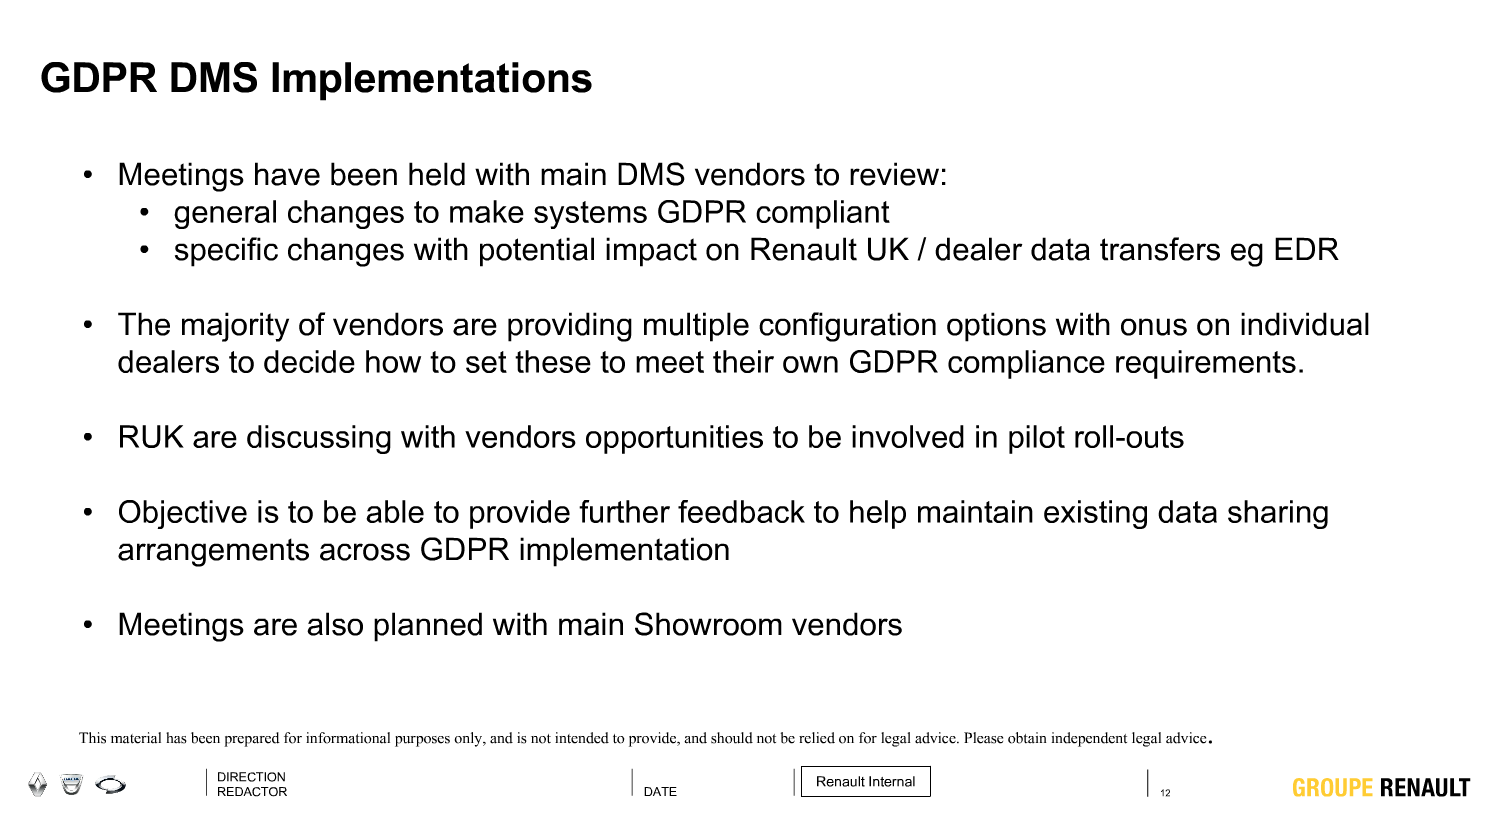 GDPR DMS Implementations
• Meetings have been held with main DMS vendors to review:
• general changes to make systems GDPR compliant
• specific changes with potential impact on Renault UK / dealer data transfers eg EDR
• The majority of vendors are providing multiple configuration options with onus on individual
dealers to decide how to set these to meet their own GDPR compliance requirements.
• RUK are discussing with vendors opportunities to be involved in pilot roll-outs
• Objective is to be able to provide further feedback to help maintain existing data sharing
arrangements across GDPR implementation
• Meetings are also planned with main Showroom vendors
This material has been prepared for informational purposes only, and is not intended to provide, and should not be relied on for legal advice. Please obtain independent legal advice.
DIRECTION
REDACTOR
DATE
Renault Internal
12
GROUPE RENAULT